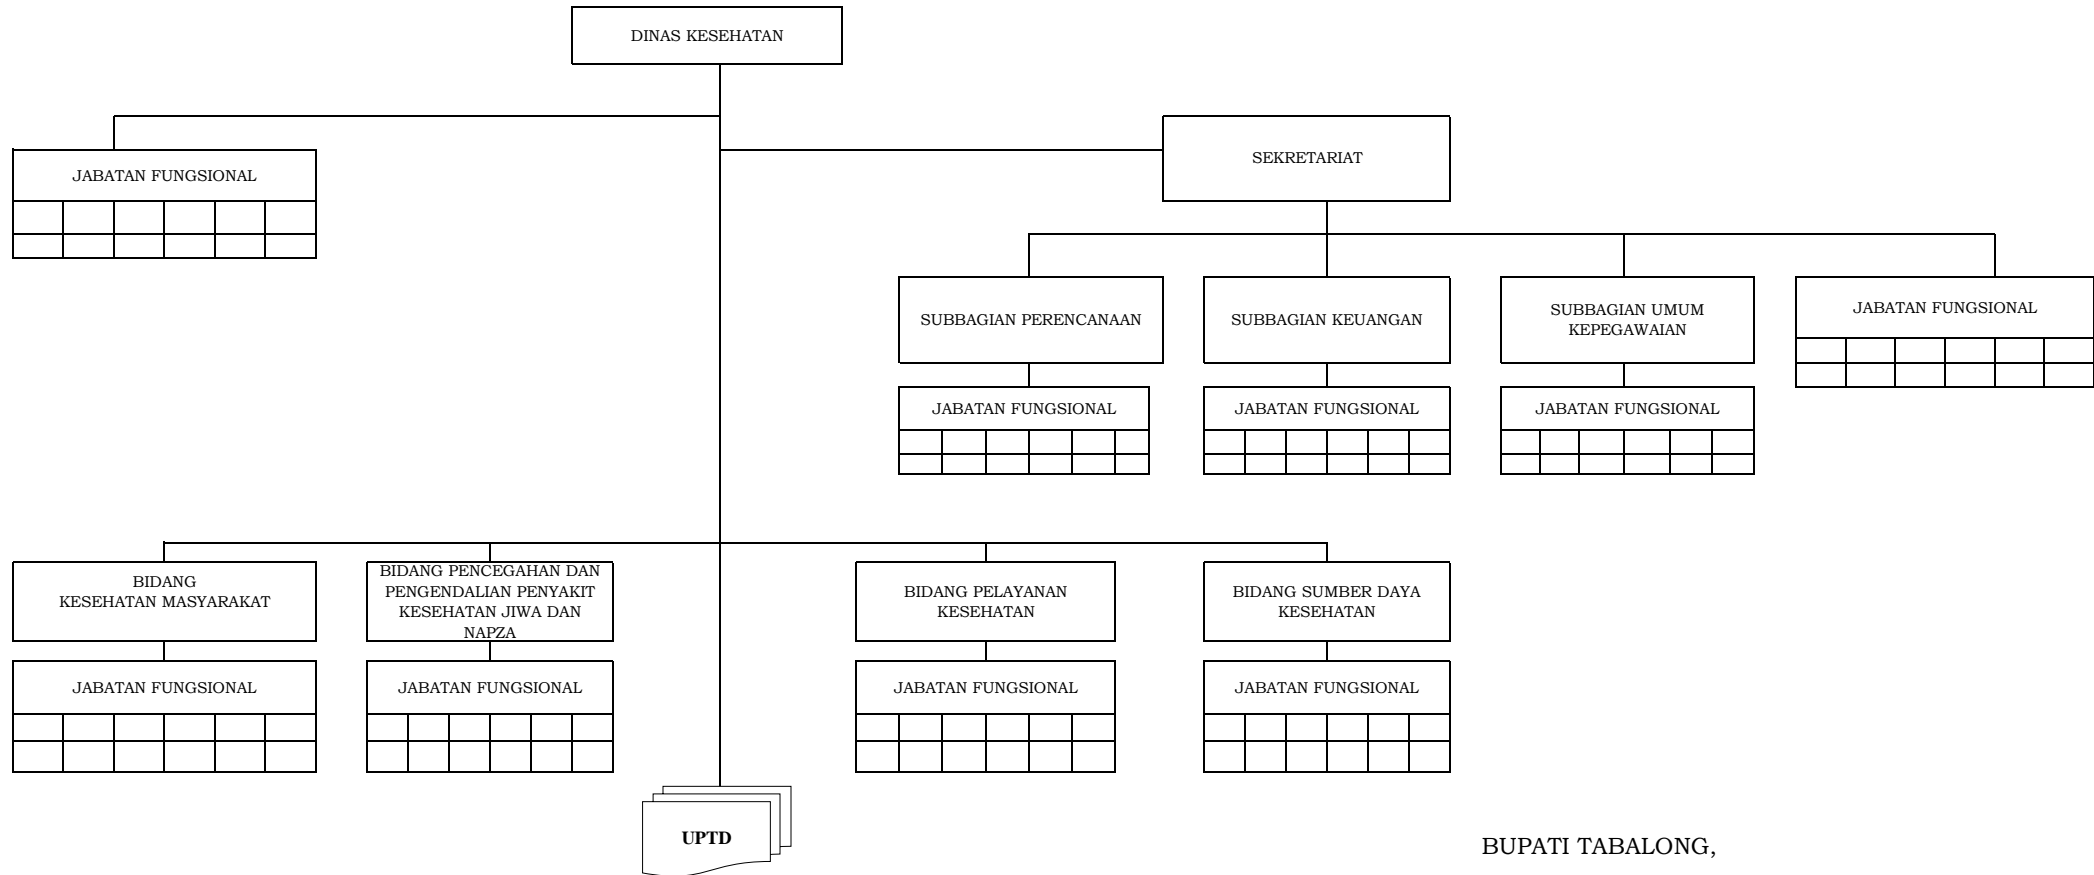 DINAS KESEHATAN
JABATAN FUNGSIONAL
SEKRETARIAT
SUBBAGIAN PERENCANAAN
SUBBAGIAN KEUANGAN
SUBBAGIAN UMUM
KEPEGAWAIAN
JABATAN FUNGSIONAL
JABATAN FUNGSIONAL
JABATAN FUNGSIONAL
JABATAN FUNGSIONAL
BIDANG
KESEHATAN MASYARAKAT
BIDANG PENCEGAHAN DAN
PENGENDALIAN PENYAKIT
KESEHATAN JIWA DAN
NAPZA
BIDANG PELAYANAN
KESEHATAN
BIDANG SUMBER DAYA
KESEHATAN
JABATAN FUNGSIONAL
JABATAN FUNGSIONAL
JABATAN FUNGSIONAL
JABATAN FUNGSIONAL
UPTD
BUPATI TABALONG,